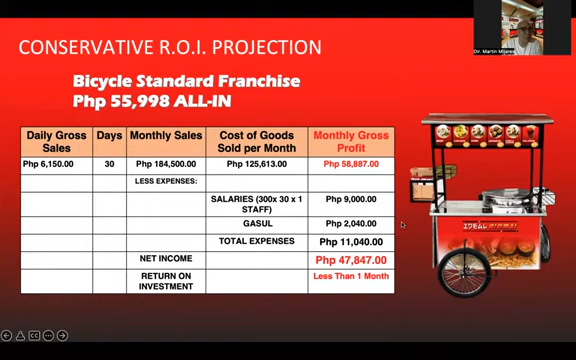 Dir. Martin Mijares
CONSERVATIVE R.O.I. PROJECTION
Bicycle Standard Franchise
Php 55,998 ALL-IN
Daily Gross Sales Days Monthly Sales Cost of Goods Sold per Month Monthly Gross Profit
Php 6,150.00 30 Php 184,500.00 Php 125,613.00 Php 58,887.00
LESS EXPENSES:
SALARIES (300x 30 x 1 STAFF) Php 9,000.00
GASUL Php 2,040.00
TOTAL EXPENSES Php 11,040.00
NET INCOME Php 47,847.00
RETURN ON INVESTMENT Less Than 1 Month
IDEAL